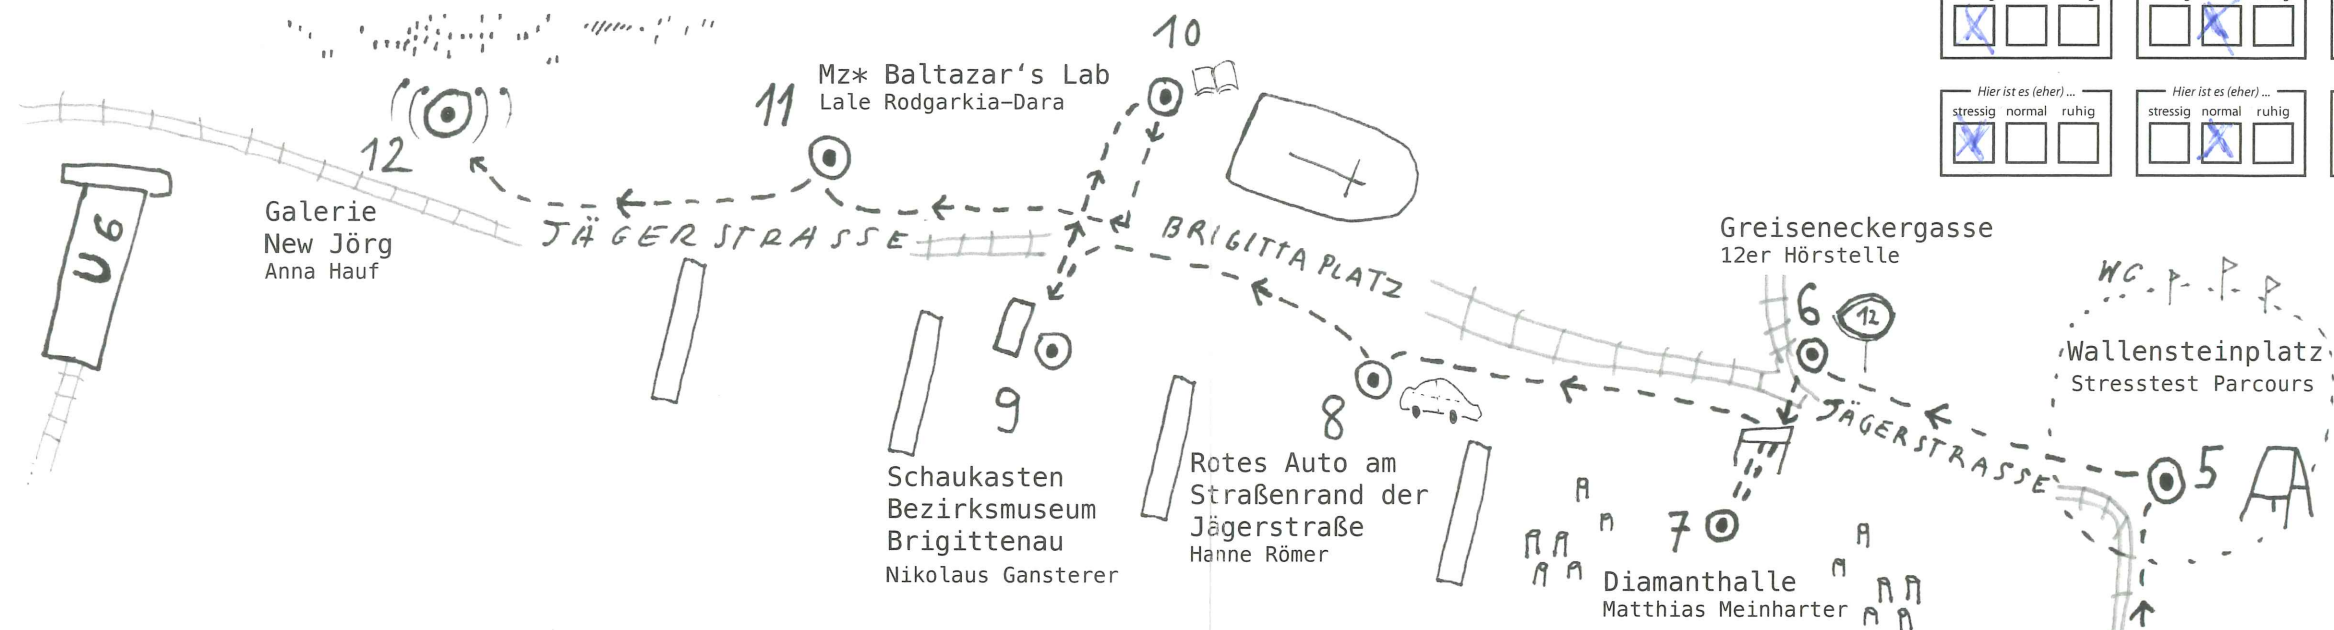 10
Mz* Baltazar‘s Lab
Lale Rodgarkia–Dara
11
12
U6
Galerie
New Jörg
Anna Hauf
JÄGERSTRASSE
BRIGITTAPLATZ
9
Schaukasten
Bezirksmuseum
Brigittenau
Nikolaus Gansterer
8
Rotes Auto am
Straßenrand der
Jägerstraße
Hanne Römer
Greiseneckergasse
12er Hörstelle
6
12
7
Diamanthalle
Matthias Meinharter
JÄGERSTRASSE
WC
Wallensteinplatz
Stresstest Parcours
5
Hier ist es (eher) ...
stressig normal ruhig
Hier ist es (eher) ...
stressig normal ruhig